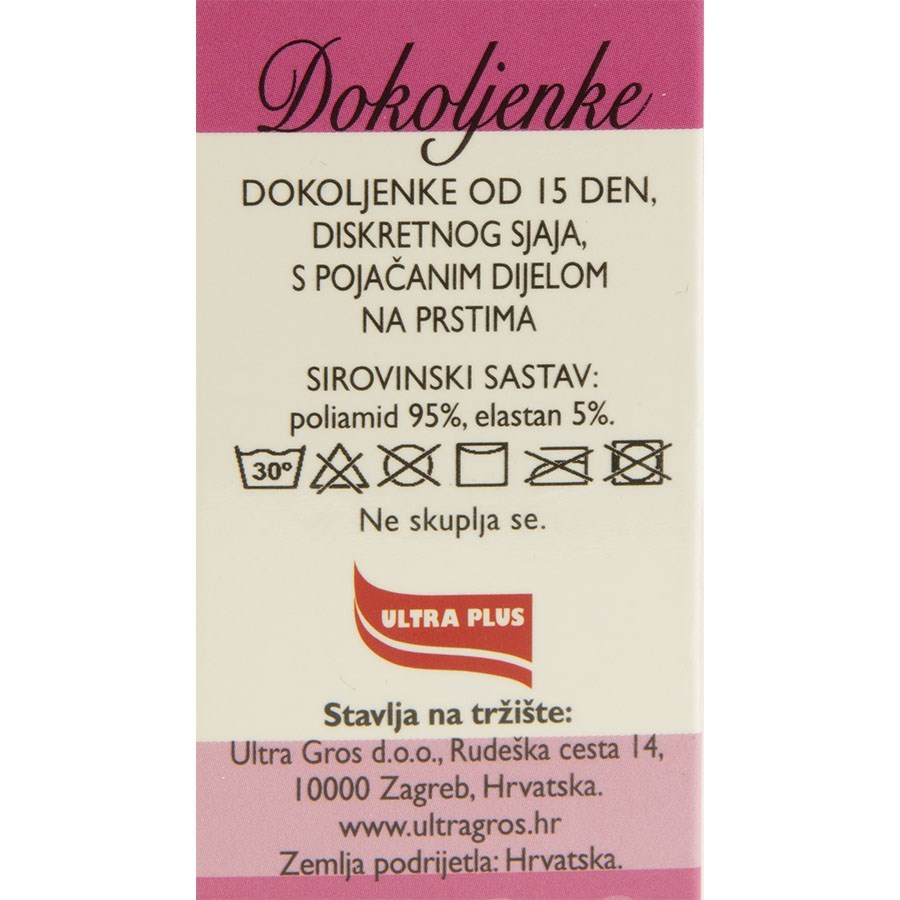 Dokoljenke
DOKOLJENKE OD 15 DEN,
DISKRETNOG SJAJA,
S POJAČANIM DIJELOM
NA PRSTIMA
SIROVINSKI SASTAV:
poliamid 95%, elastan 5%.
30°
Ne skuplja se.
ULTRA PLUS
Stavlja na tržište:
Ultra Gros d.o.o., Rudeška cesta 14,
10000 Zagreb, Hrvatska.
www.ultragros.hr
Zemlja podrijetla: Hrvatska.